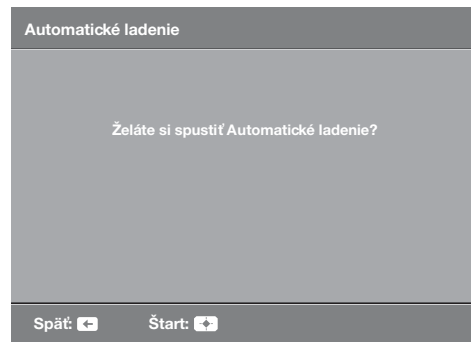 Automatické ladenie
Želáte si spustiť Automatické ladenie?
Späť: Štart: